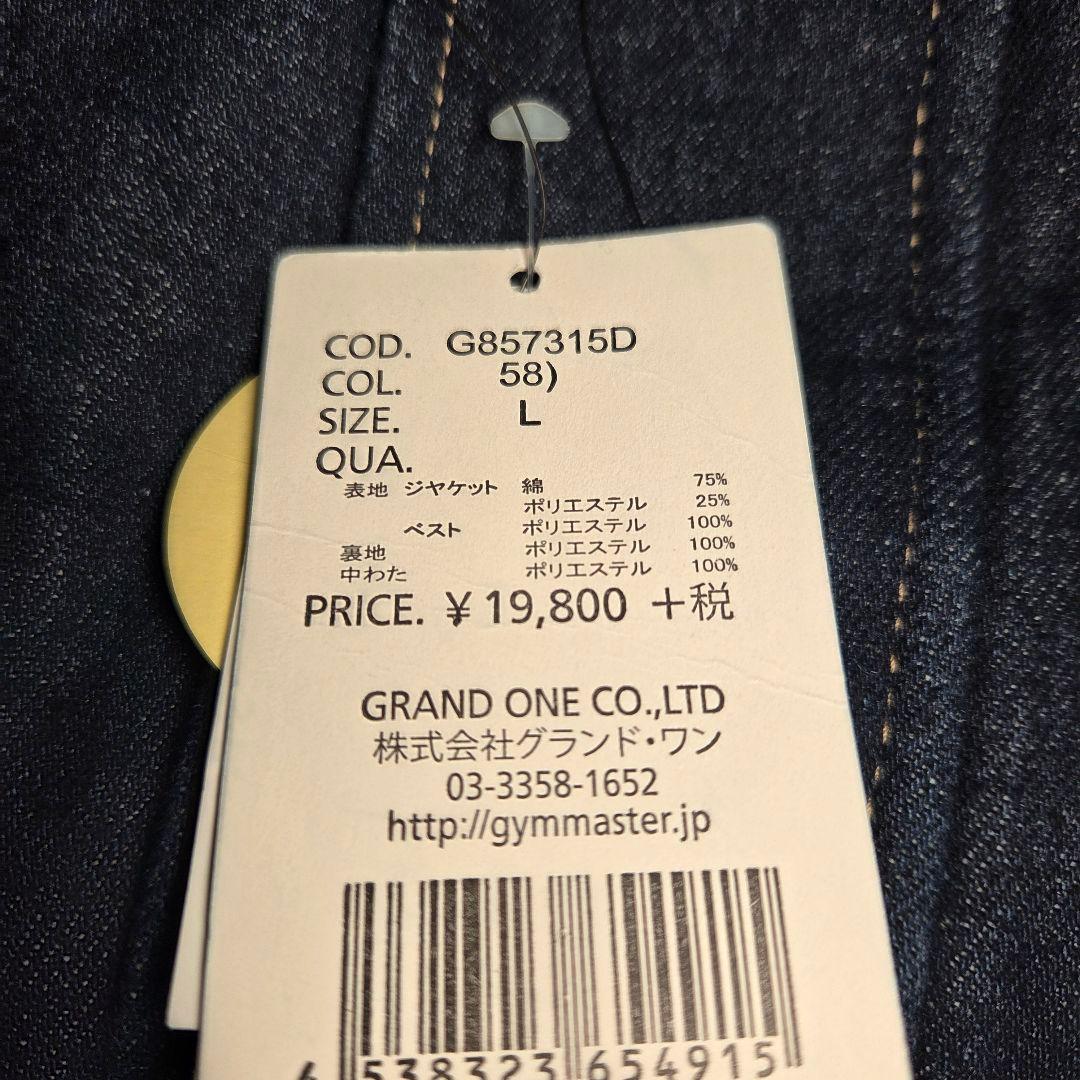 COD. G857315D
COL. 58)
SIZE. L
QUA.
表地 ジヤケット 綿 75%
ポリエステル 25%
ベスト ポリエステル 100%
裏地 ポリエステル 100%
中わた ポリエステル 100%
PRICE. ¥ 19,800 +税
GRAND ONE CO.,LTD
株式会社グランド・ワン
03-3358-1652
http://gymmaster.jp
538323 654915